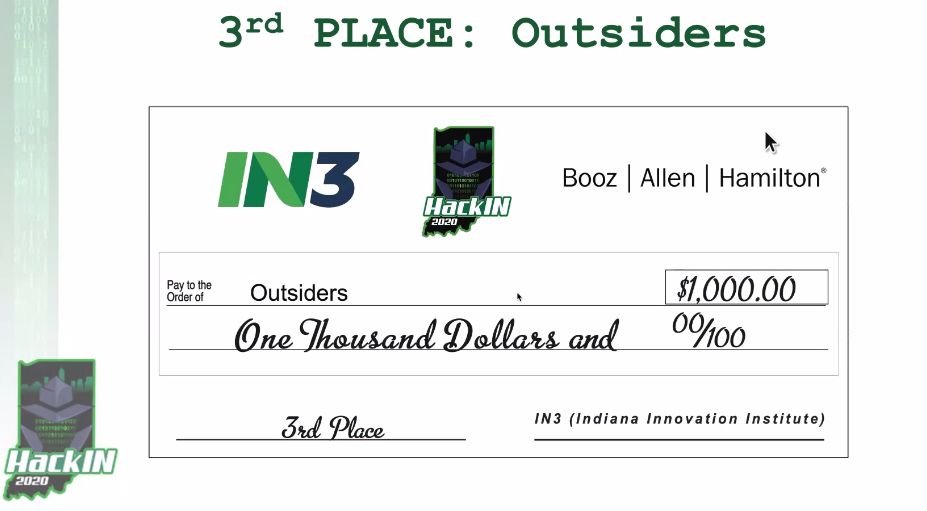 3rd PLACE: Outsiders
IN3
HackIN
2020
Booz | Allen | Hamilton®
Pay to the
Order of
Outsiders
$1,000.00
One Thousand Dollars and 00/100
3rd Place
IN3 (Indiana Innovation Institute)
HackIN
2020